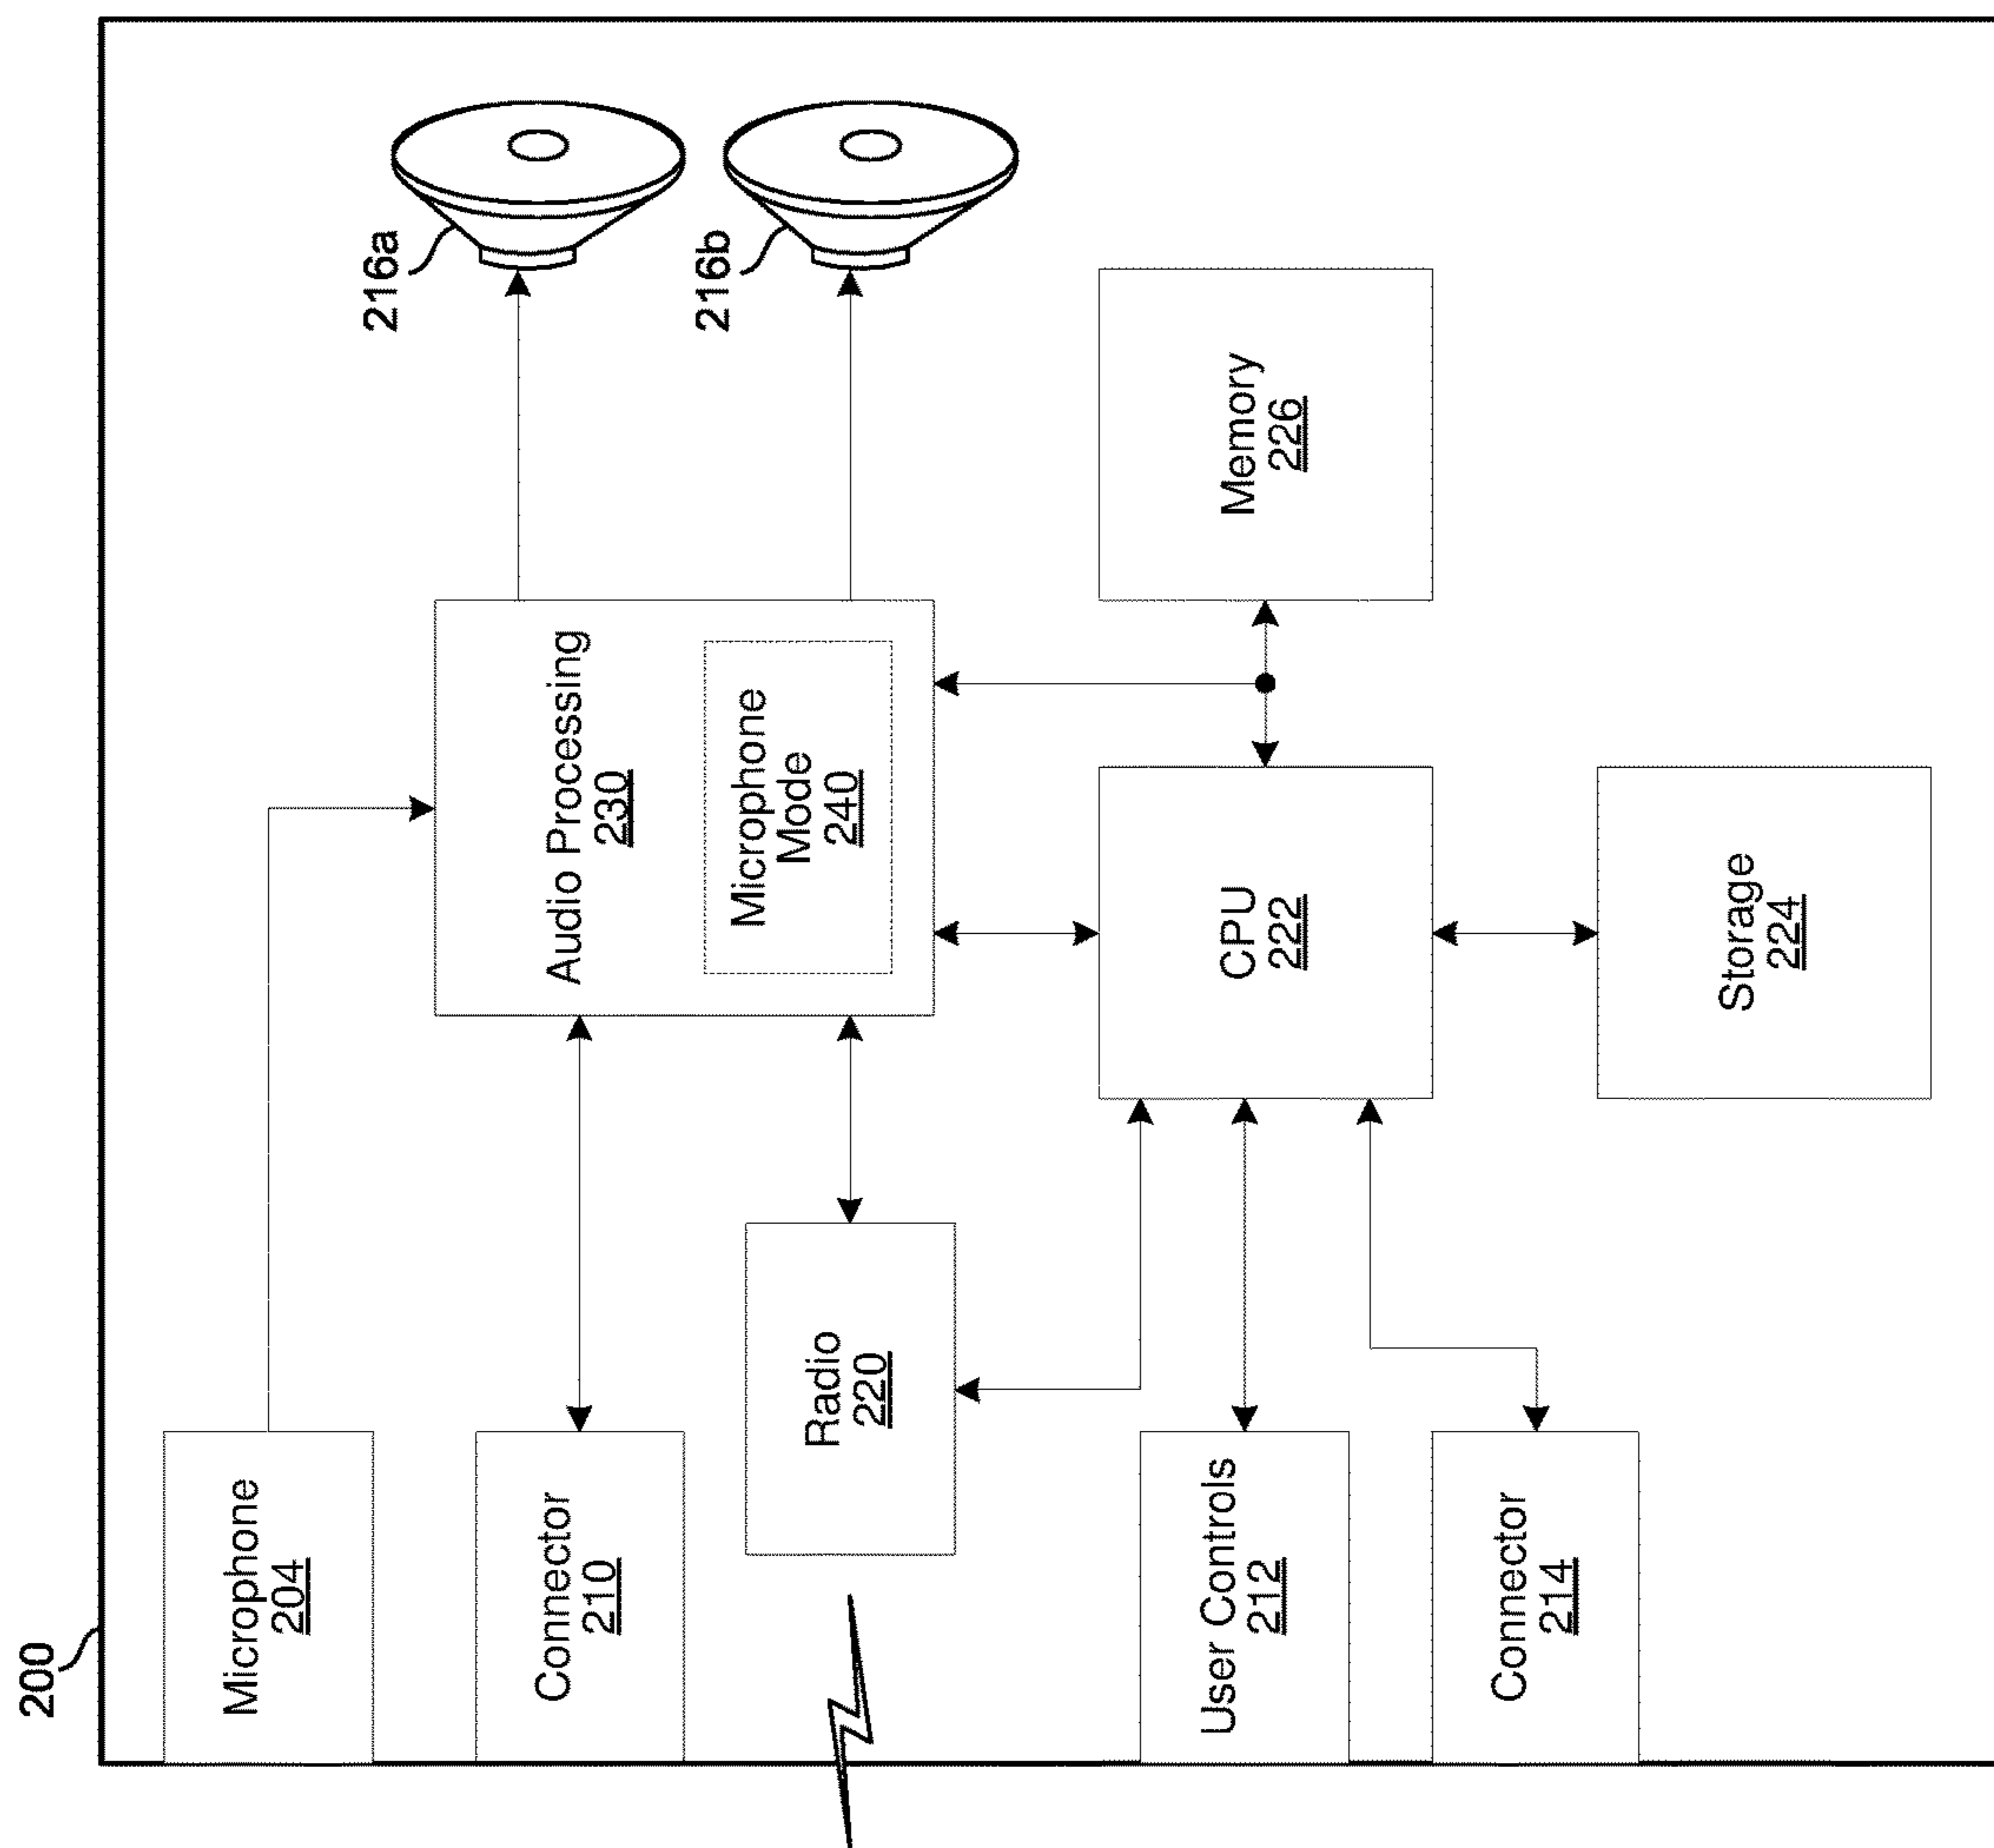 200
Microphone
204
Connector
210
Radio
220
User Controls
212
Connector
214
Audio Processing
230
Microphone
Mode
240
CPU
222
Storage
224
Memory
226
216a
216b